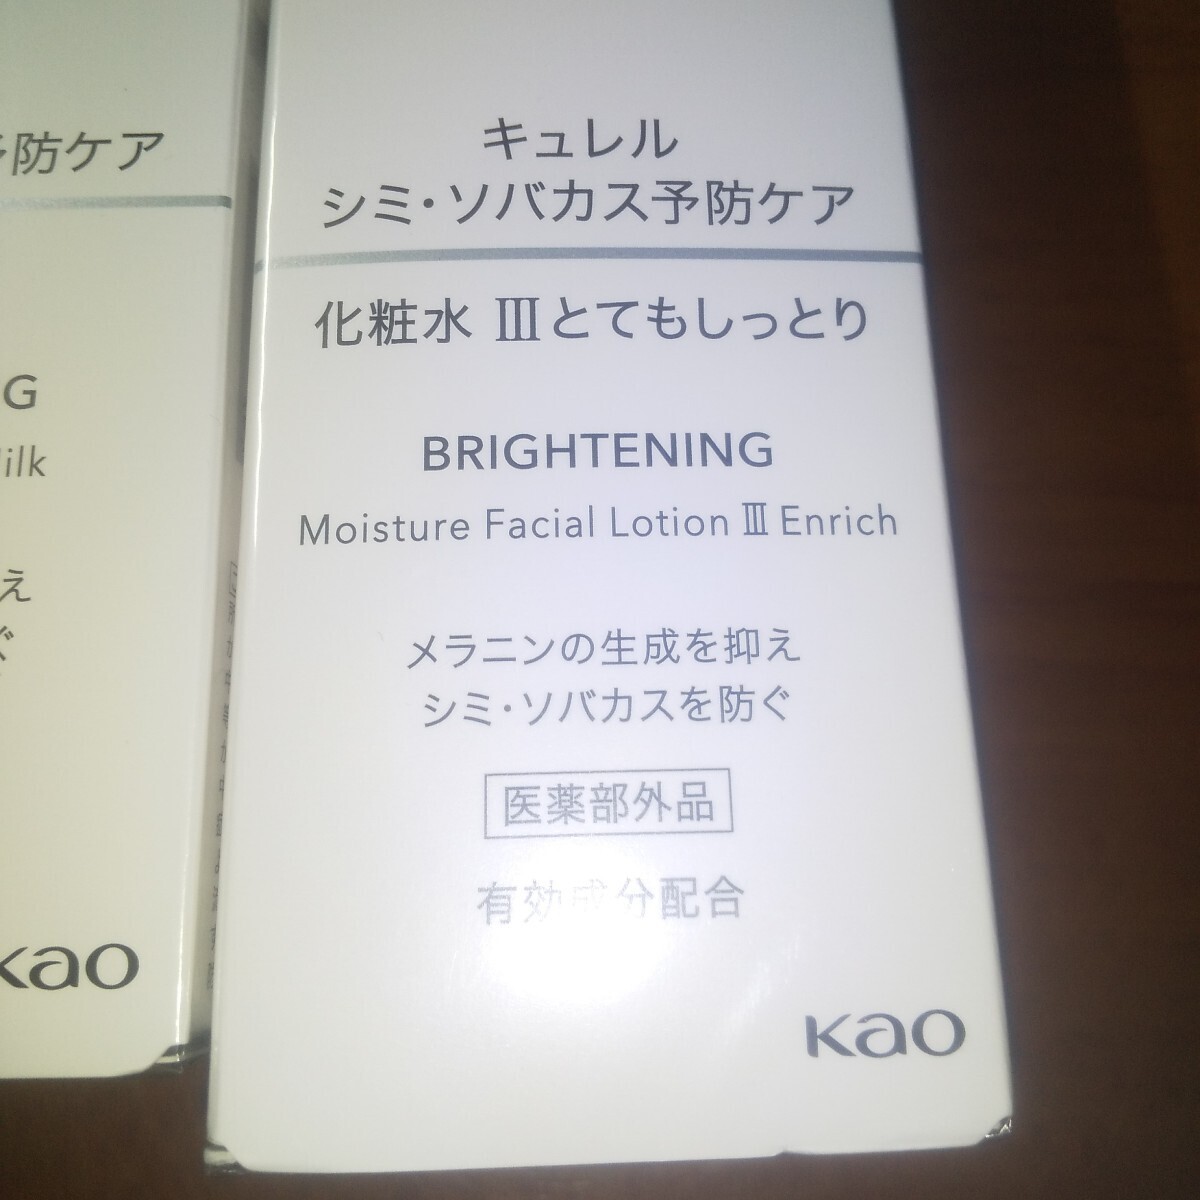 予防ケア
G
ilk
え
ぐ
Kao
キュレル
シミ・ソバカス予防ケア
化粧水 Ⅲとてもしっとり
BRIGHTENING
Moisture Facial Lotion Ⅲ Enrich
メラニンの生成を抑え
シミ・ソバカスを防ぐ
医薬部外品
有効成分配合
Kao